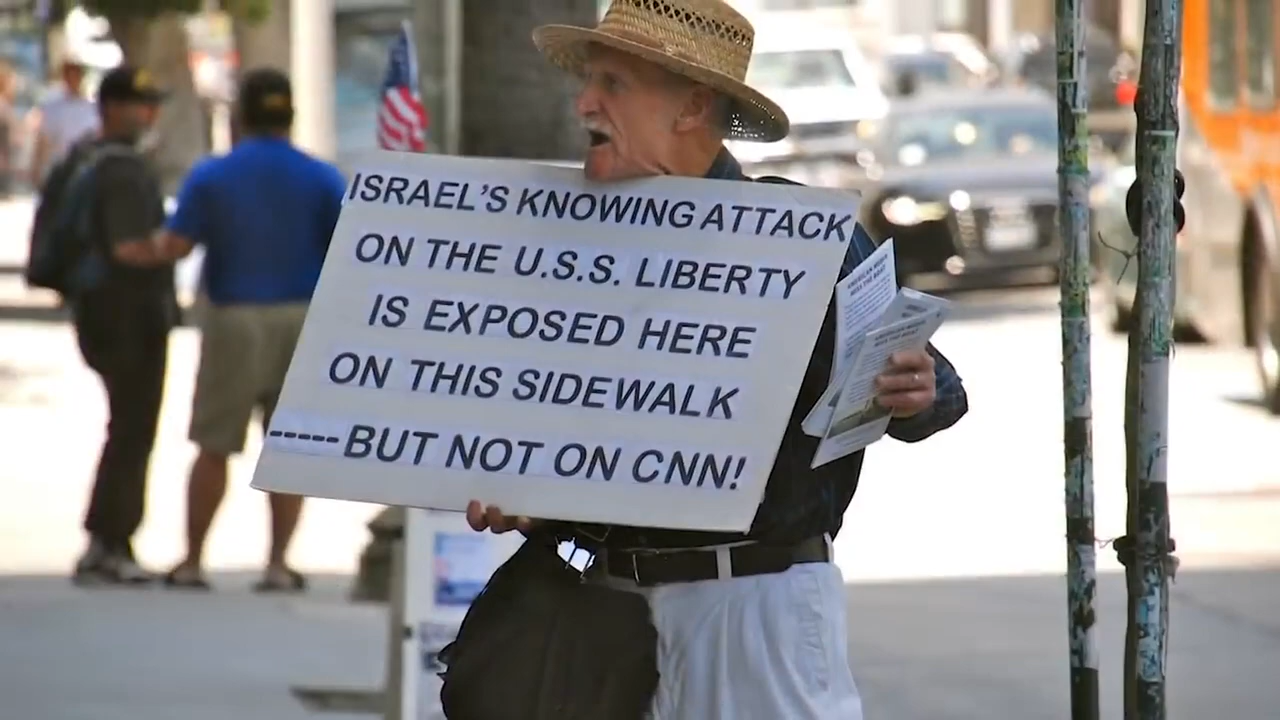 ISRAEL'S KNOWING ATTACK
ON THE U.S.S. LIBERTY
IS EXPOSED HERE
ON THIS SIDEWALK
-----BUT NOT ON CNN!